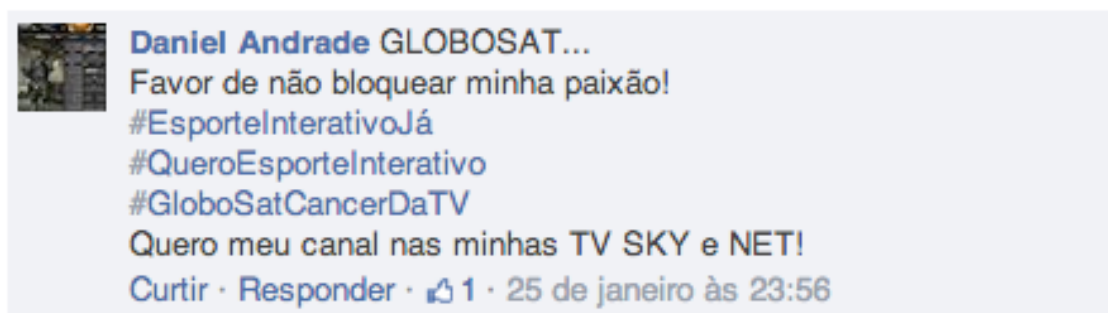 Daniel Andrade GLOBOSAT...
Favor de não bloquear minha paixão!
#EsporteInterativoJá
#QueroEsporteInterativo
#GloboSatCancerDaTV
Quero meu canal nas minhas TV SKY e NET!
Curtir · Responder · 1 · 25 de janeiro às 23:56